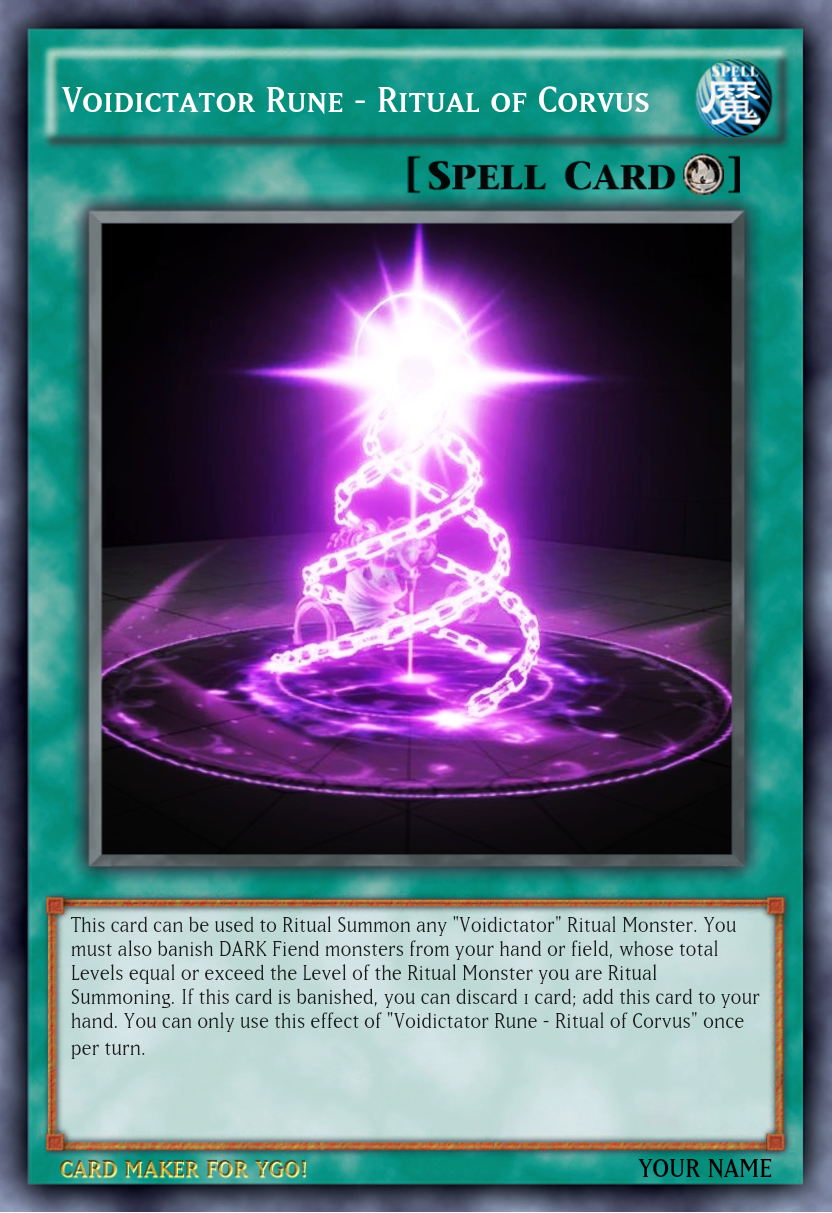 Voidictator Rune - Ritual of Corvus
SPELL
魔
[Spell Card]
This card can be used to Ritual Summon any "Voidictator" Ritual Monster. You
must also banish DARK Fiend monsters from your hand or field, whose total
Levels equal or exceed the Level of the Ritual Monster you are Ritual
Summoning. If this card is banished, you can discard 1 card; add this card to your
hand. You can only use this effect of "Voidictator Rune - Ritual of Corvus" once
per turn.
CARD MAKER FOR YGO!
YOUR NAME